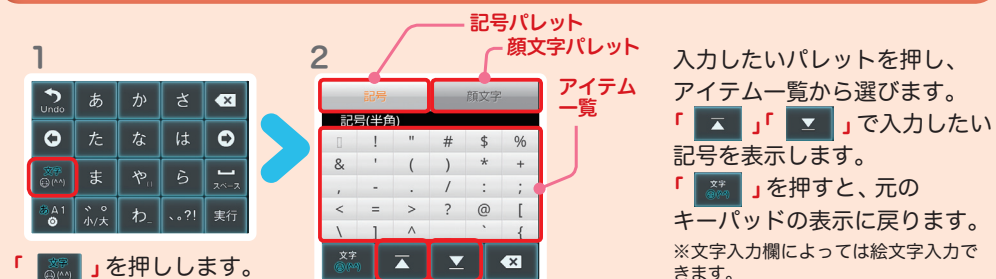 記号パレット
顔文字パレット
アイテム
一覧
1
Undo あ か さ
た な は
文字 (^^) ま や ら スペース
あA1 小/大 わ 、。?! 実行
「 文字 (^^) 」を押しします。
2
記号 顔文字
記号(半角)
! " # $ %
& ' ( ) * +
, - . / : ;
< = > ? @ [
\ ] ^ _ ` {
文字 (^^)
入力したいパレットを押し、
アイテム一覧から選びます。
「 」「 」で入力したい
記号を表示します。
「 文字 (^^) 」を押すと、元の
キーパッドの表示に戻ります。
※文字入力欄によっては絵文字入力で
きます。